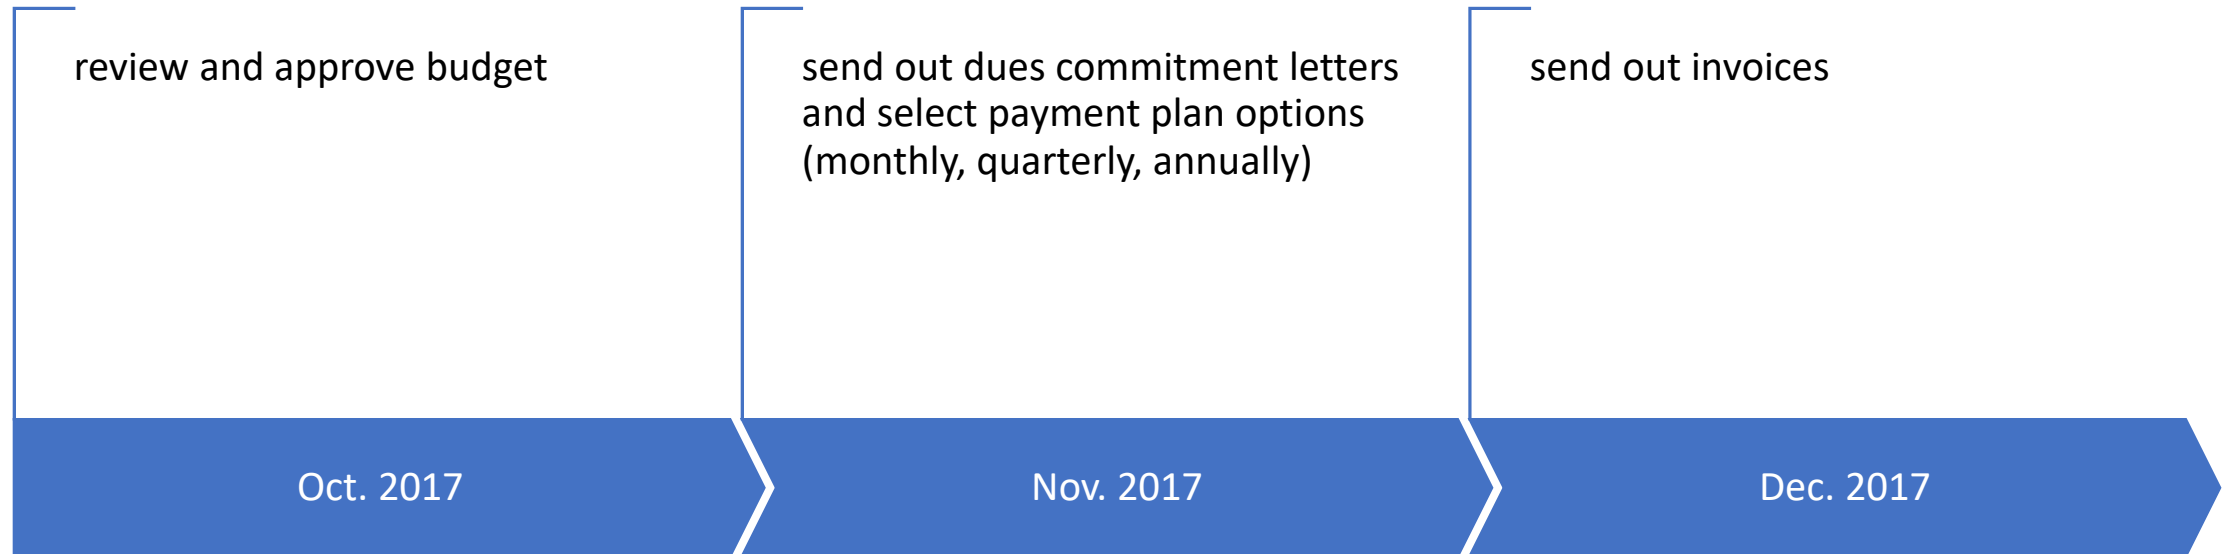 review and approve budget
send out dues commitment letters
and select payment plan options
(monthly, quarterly, annually)
send out invoices
Oct. 2017
Nov. 2017
Dec. 2017